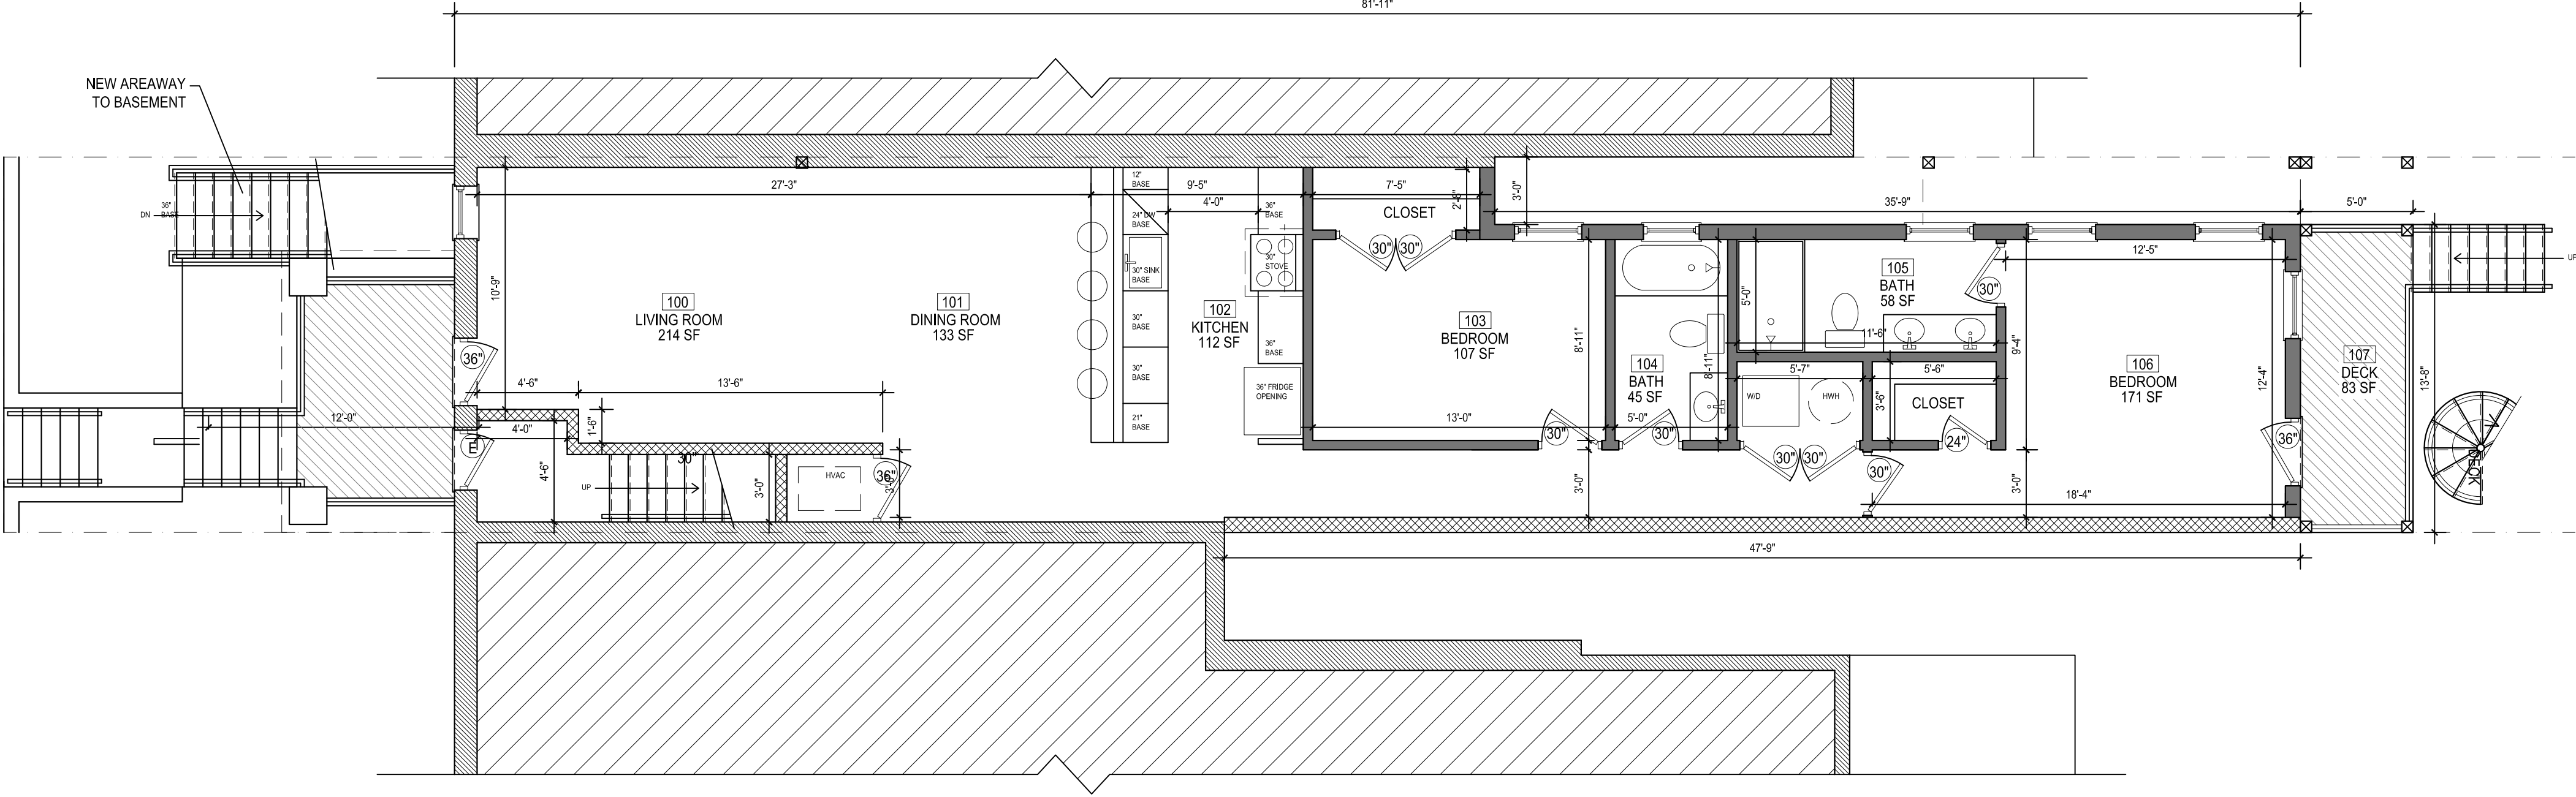 81'-11"
NEW AREAWAY
TO BASEMENT
DN
36"
BASE
27'-3"
12"
BASE
9'-5"
4'-0"
36"
BASE
7'-5"
2'-8"
CLOSET
3'-0"
35'-9"
5'-0"
24" DW
BASE
30"
30"
12'-5"
UP
10'-9"
30" SINK
BASE
30"
STOVE
5'-0"
105
BATH
58 SF
30"
100
LIVING ROOM
214 SF
101
DINING ROOM
133 SF
102
KITCHEN
112 SF
30"
BASE
36"
BASE
103
BEDROOM
107 SF
8'-11"
104
BATH
45 SF
8'-11"
11'-6"
9'-4"
12'-4"
106
BEDROOM
171 SF
107
DECK
83 SF
13'-8"
36"
4'-6"
13'-6"
30"
BASE
36" FRIDGE
OPENING
5'-7"
5'-6"
W/D
HWH
3'-6"
CLOSET
12'-0"
4'-0"
1'-6"
21"
BASE
13'-0"
30"
5'-0"
30"
24"
36"
E
4'-6"
30"
UP
3'-0"
HVAC
36"
3'-0"
3'-0"
30"
30"
30"
3'-0"
18'-4"
DECK
47'-9"